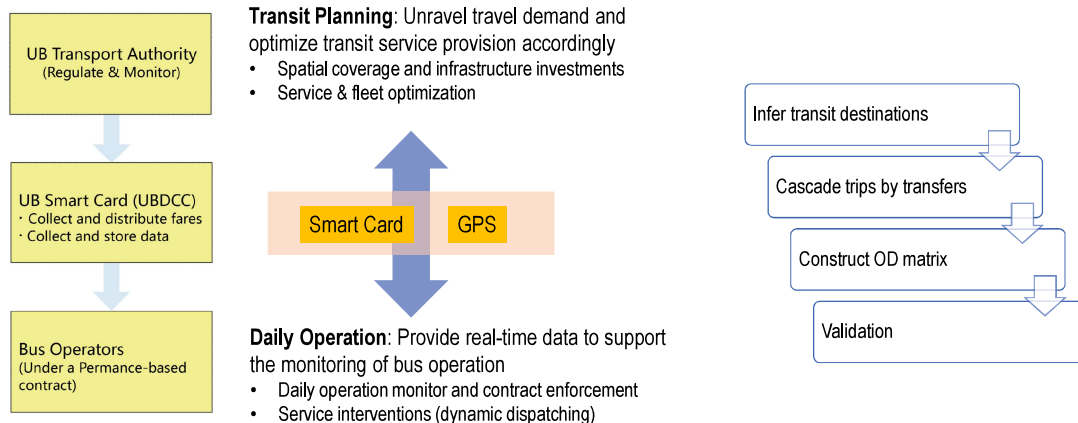 UB Transport Authority
(Regulate & Monitor)
UB Smart Card (UBDCC)
· Collect and distribute fares
· Collect and store data
Bus Operators
(Under a Permance-based
contract)
Transit Planning: Unravel travel demand and
optimize transit service provision accordingly
• Spatial coverage and infrastructure investments
• Service & fleet optimization
Smart Card
GPS
Daily Operation: Provide real-time data to support
the monitoring of bus operation
• Daily operation monitor and contract enforcement
• Service interventions (dynamic dispatching)
Infer transit destinations
Cascade trips by transfers
Construct OD matrix
Validation